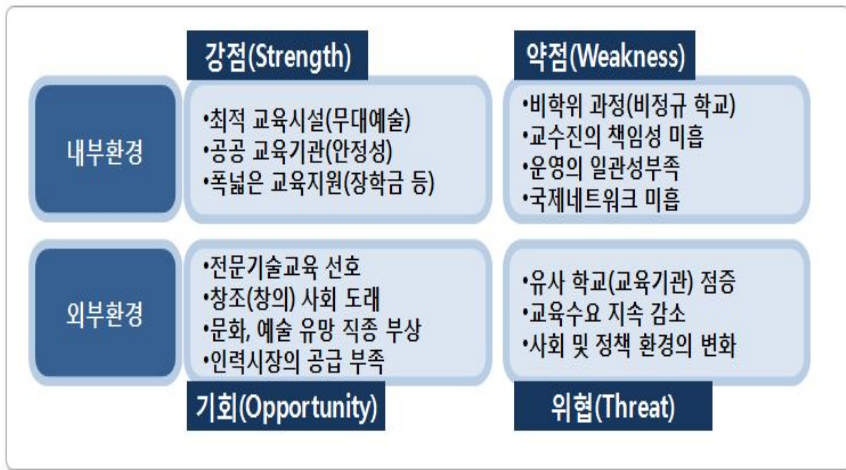 강점(Strength)
약점(Weakness)
내부환경
•최적 교육시설(무대예술)
•공공 교육기관(안정성)
•폭넓은 교육지원(장학금 등)
•비학위 과정(비정규 학교)
•교수진의 책임성 미흡
•운영의 일관성부족
•국제네트워크 미흡
외부환경
•전문기술교육 선호
•창조(창의) 사회 도래
•문화, 예술 유망 직종 부상
•인력시장의 공급 부족
•유사 학교(교육기관) 점증
•교육수요 지속 감소
•사회 및 정책 환경의 변화
기회(Opportunity)
위협(Threat)